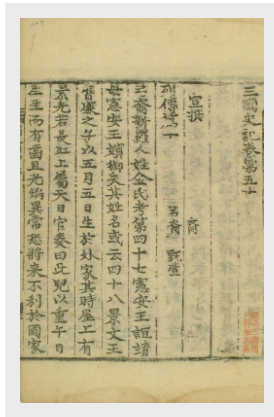 三國史記卷第五十
宣撰
列傳第十 弓裔 甄萱
弓裔新羅人姓金氏考第四十七憲安王誼靖
母憲安王嬪御失其姓名或云四十八景文王
膺廉之子以五月五日生於外家其時屋上有
素光若長虹上屬天日官奏曰此兒以重午日
生生而有齒且光焰異常恐將來不利於國家